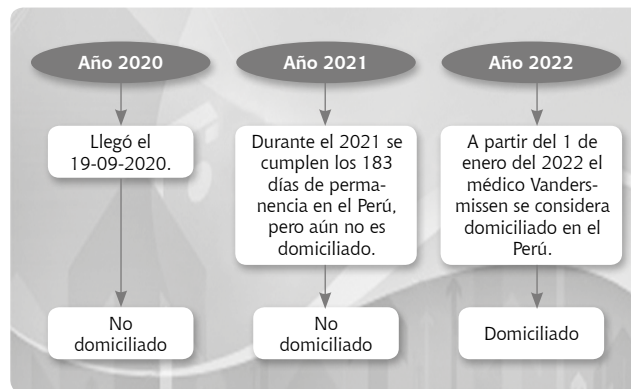 Año 2020
Año 2021
Año 2022
Llegó el
19-09-2020.
Durante el 2021 se
cumplen los 183
días de perma-
nencia en el Perú,
pero aún no es
domiciliado.
A partir del 1 de
enero del 2022 el
médico Vanders-
missen se considera
domiciliado en el
Perú.
No
domiciliado
No
domiciliado
Domiciliado